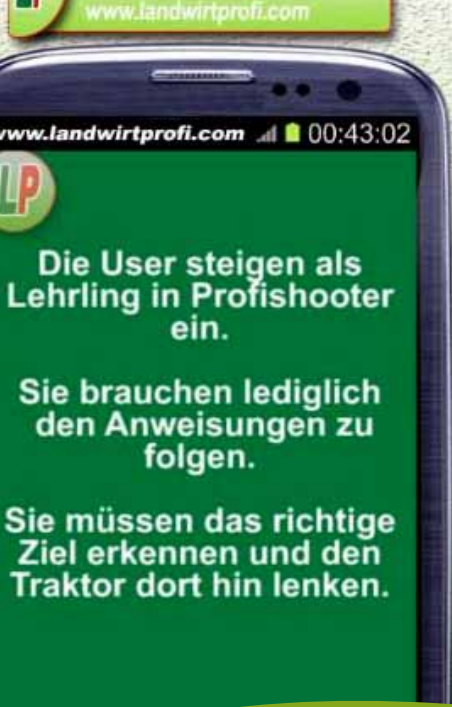 www.landwirtprofi.com
www.landwirtprofi.com 00:43:02
LP
Die User steigen als
Lehrling in Profishooter
ein.
Sie brauchen lediglich
den Anweisungen zu
folgen.
Sie müssen das richtige
Ziel erkennen und den
Traktor dort hin lenken.